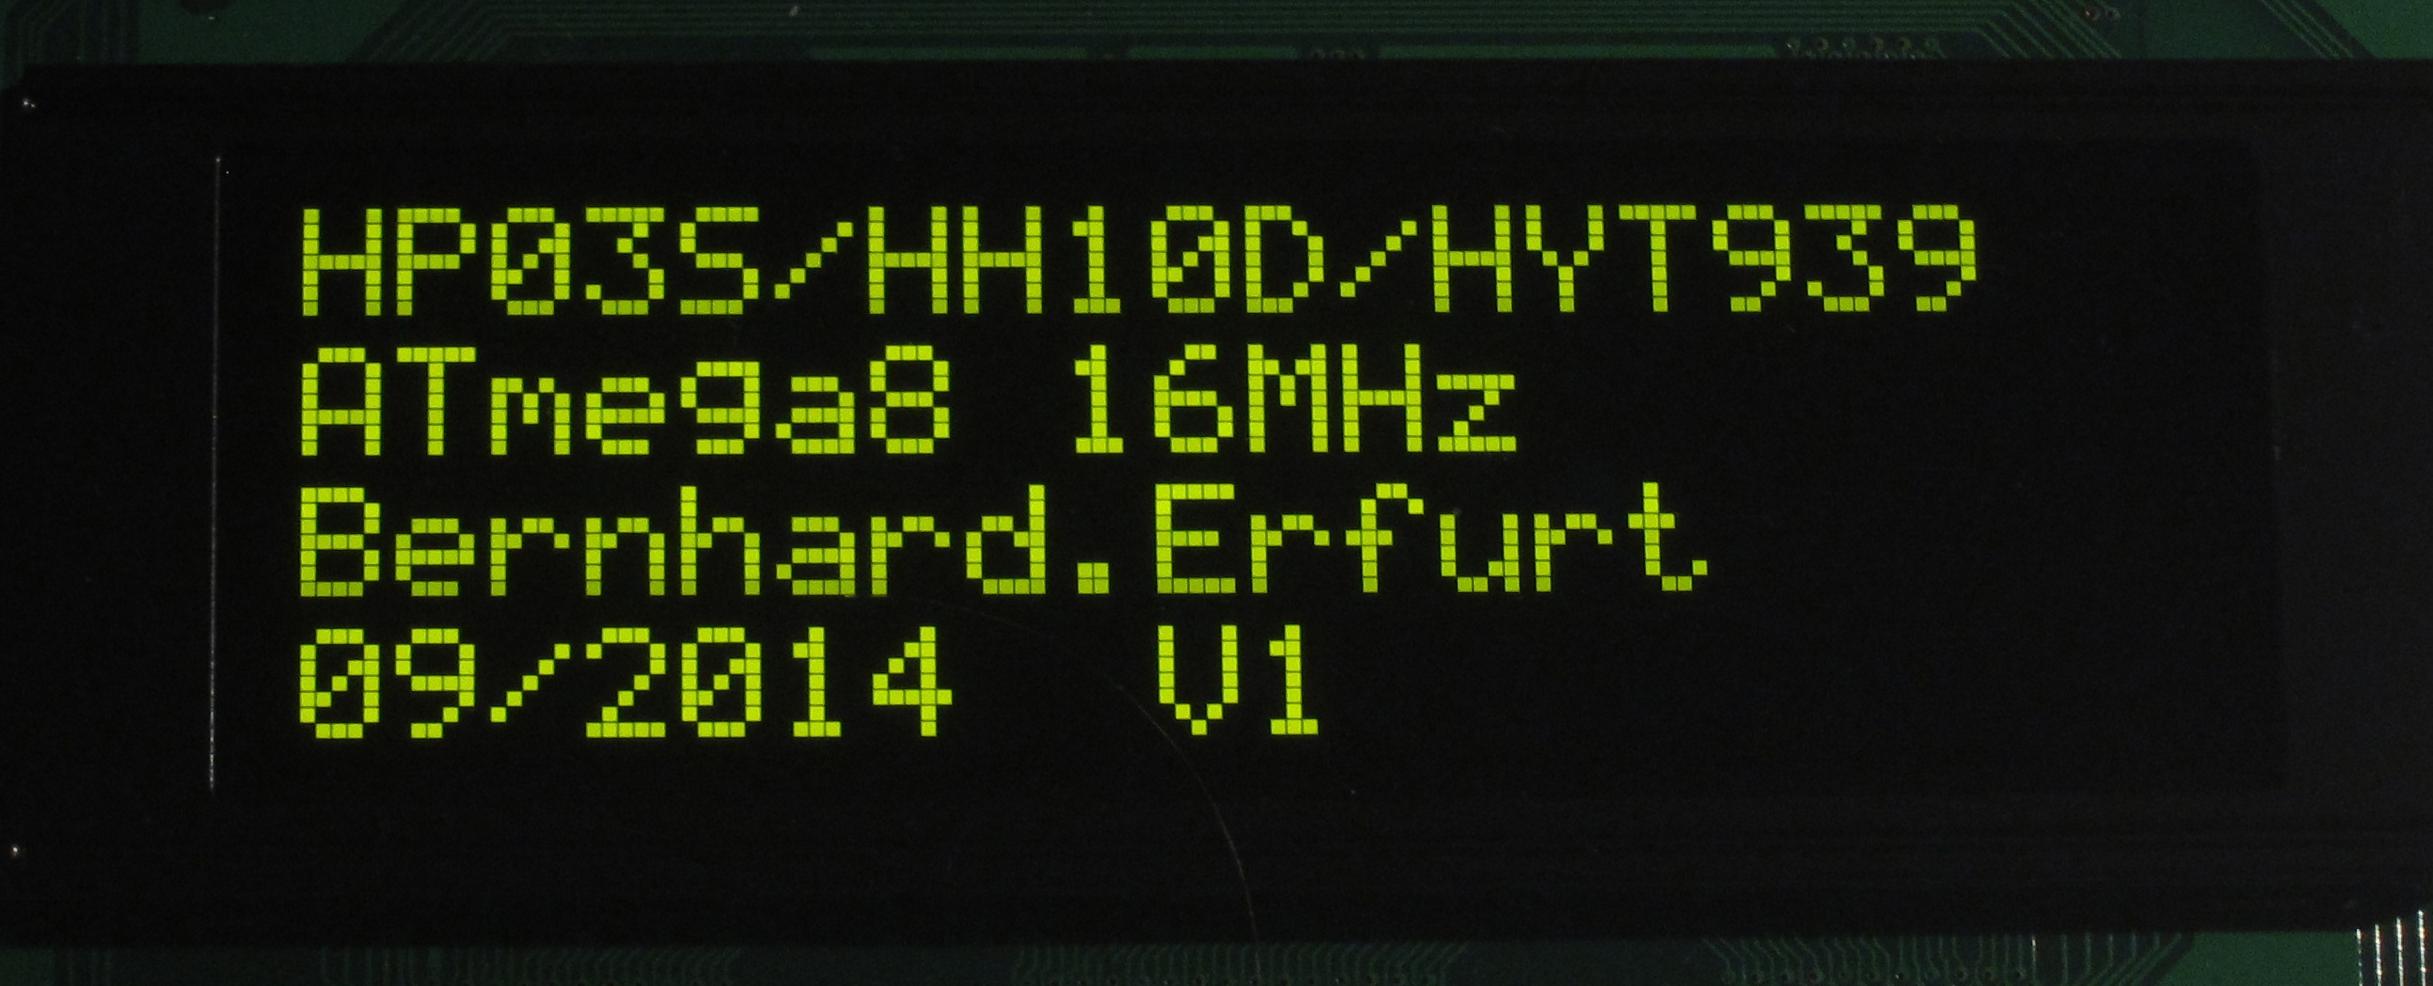 HP03S/HH10D/HYT939
ATmega8 16MHz
Bernhard.Erfurt
09/2014  V1